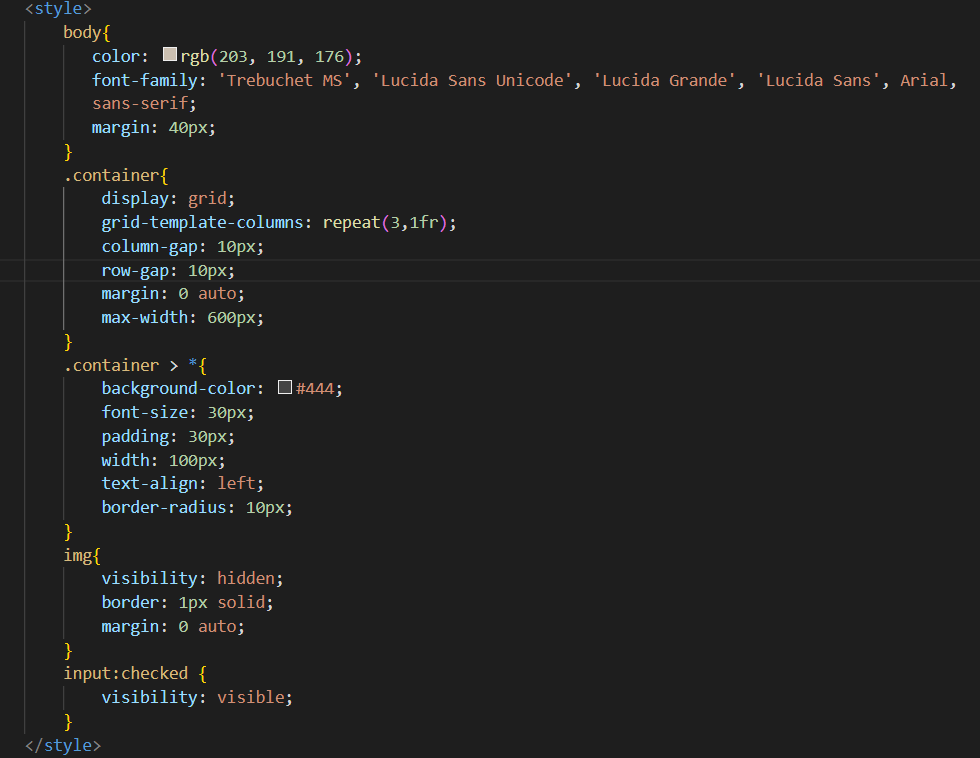 <style>
body{
color: rgb(203, 191, 176);
font-family: 'Trebuchet MS', 'Lucida Sans Unicode', 'Lucida Grande', 'Lucida Sans', Arial,
sans-serif;
margin: 40px;
}
.container{
display: grid;
grid-template-columns: repeat(3,1fr);
column-gap: 10px;
row-gap: 10px;
margin: 0 auto;
max-width: 600px;
}
.container > *{
background-color: #444;
font-size: 30px;
padding: 30px;
width: 100px;
text-align: left;
border-radius: 10px;
}
img{
visibility: hidden;
border: 1px solid;
margin: 0 auto;
}
input:checked {
visibility: visible;
}
</style>